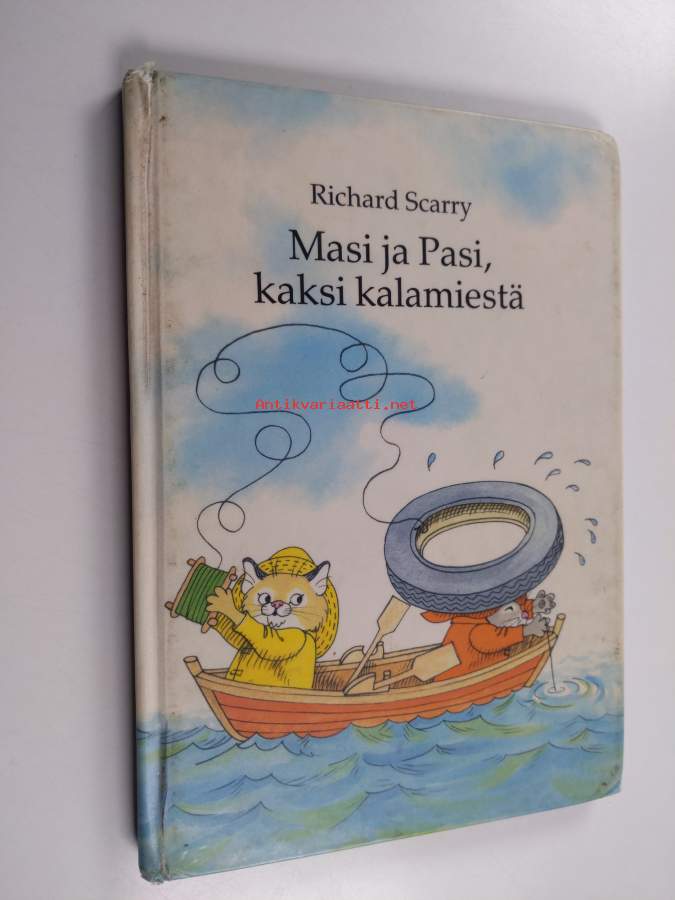 Richard Scarry
Masi ja Pasi,
kaksi kalamiestä
Antikvariaatti.net